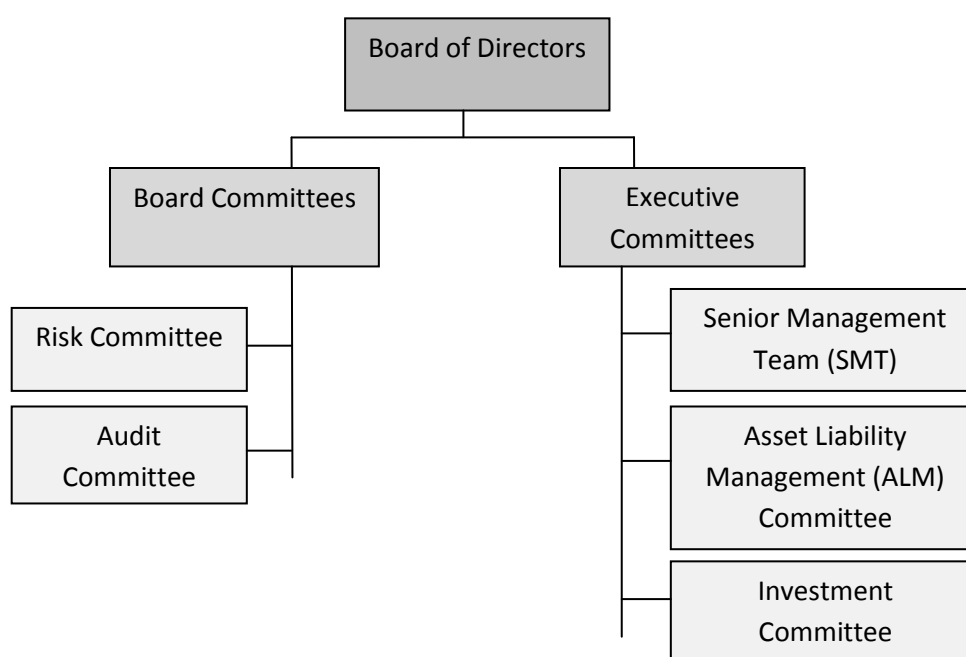 Board of Directors
Board Committees
Executive
Committees
Risk Committee
Audit
Committee
Senior Management
Team (SMT)
Asset Liability
Management (ALM)
Committee
Investment
Committee